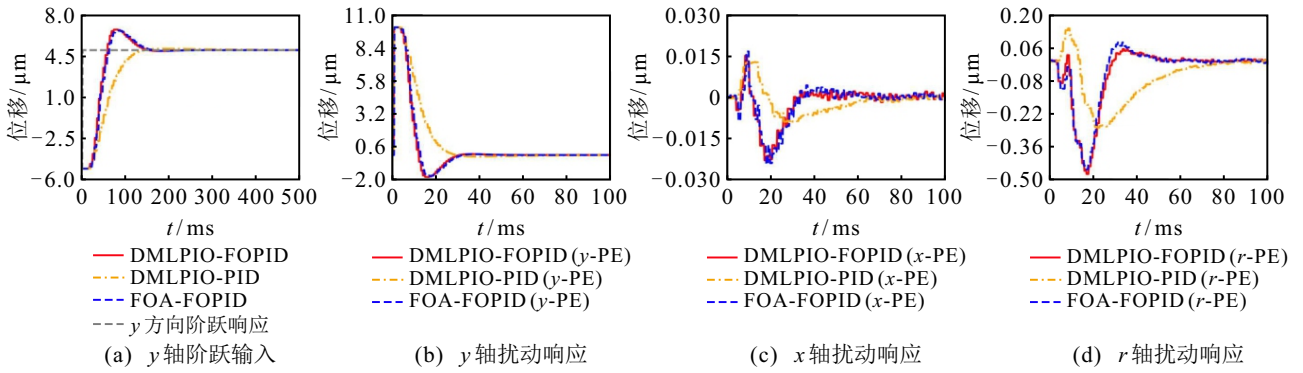 位移/μm
8.0
4.5
1.0
−2.5
−6.0
0 100 200 300 400 500
t/ms
DMLPIO-FOPID
DMLPIO-PID
FOA-FOPID
y 方向阶跃响应
(a) y 轴阶跃输入
位移/μm
11.0
8.4
5.8
3.2
0.6
−2.0
0 20 40 60 80 100
t/ms
DMLPIO-FOPID (y-PE)
DMLPIO-PID (y-PE)
FOA-FOPID (y-PE)
(b) y 轴扰动响应
位移/μm
0.030
0.015
0
−0.015
−0.030
0 20 40 60 80 100
t/ms
DMLPIO-FOPID (x-PE)
DMLPIO-PID (x-PE)
FOA-FOPID (x-PE)
(c) x 轴扰动响应
位移/μm
0.20
0.06
−0.08
−0.22
−0.36
−0.50
0 20 40 60 80 100
t/ms
DMLPIO-FOPID (r-PE)
DMLPIO-PID (r-PE)
FOA-FOPID (r-PE)
(d) r 轴扰动响应